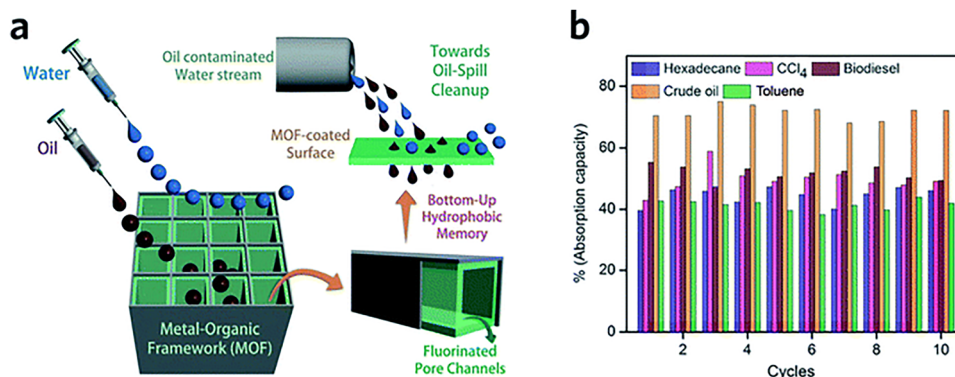 a
Water
Oil
Metal-Organic
Framework (MOF)
Oil contaminated
Water stream
Towards
Oil-Spill
Cleanup
MOF-coated
Surface
Bottom-Up
Hydrophobic
Memory
Fluorinated
Pore Channels
b
Hexadecane CCl4 Biodiesel
Crude oil Toluene
% (Absorption capacity)
80
60
40
20
0
2 4 6 8 10
Cycles